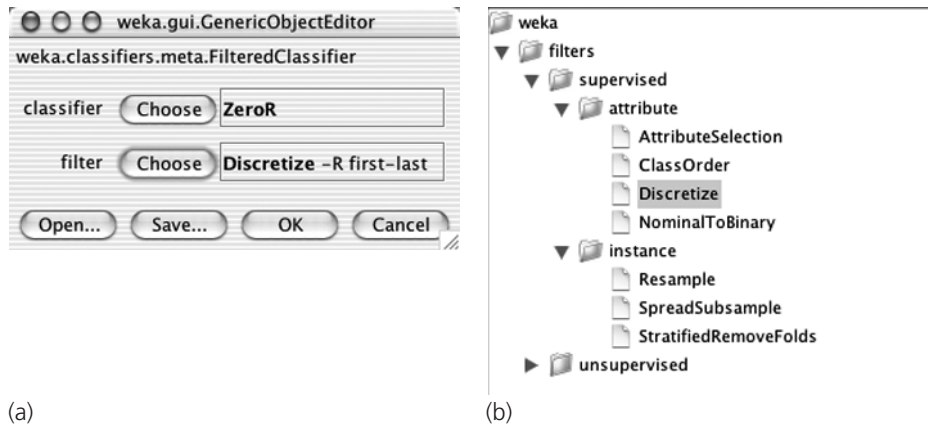 weka.gui.GenericObjectEditor
weka.classifiers.meta.FilteredClassifier
classifier Choose ZeroR
filter Choose Discretize -R first-last
Open... Save... OK Cancel
(a)
weka
filters
supervised
attribute
AttributeSelection
ClassOrder
Discretize
NominalToBinary
instance
Resample
SpreadSubsample
StratifiedRemoveFolds
unsupervised
(b)